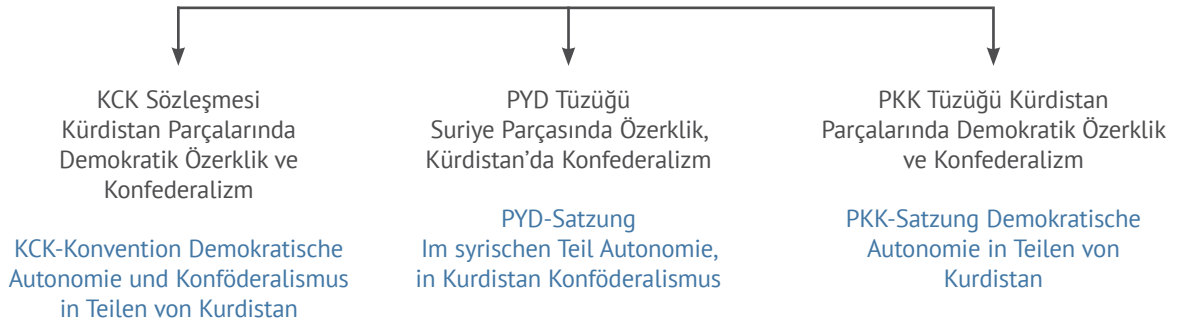 KCK Sözleşmesi
Kürdistan Parçalarında
Demokratik Özerklik ve
Konfederalizm
KCK-Konvention Demokratische
Autonomie und Konföderalismus
in Teilen von Kurdistan
PYD Tüzüğü
Suriye Parçasında Özerklik,
Kürdistan’da Konfederalizm
PYD-Satzung
Im syrischen Teil Autonomie,
in Kurdistan Konföderalismus
PKK Tüzüğü Kürdistan
Parçalarında Demokratik Özerklik
ve Konfederalizm
PKK-Satzung Demokratische
Autonomie in Teilen von
Kurdistan